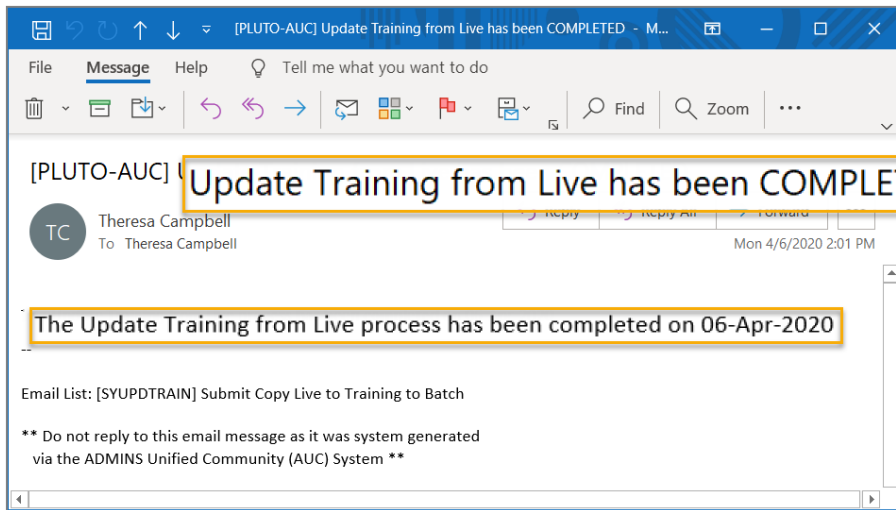 [PLUTO-AUC] Update Training from Live has been COMPLETED - M...
File Message Help Tell me what you want to do
Find Zoom ...
[PLUTO-AUC]
Update Training from Live has been COMPLE
TC
Theresa Campbell
To Theresa Campbell
Reply Reply All Forward
Mon 4/6/2020 2:01 PM
The Update Training from Live process has been completed on 06-Apr-2020
--
Email List: [SYUPDTRAIN] Submit Copy Live to Training to Batch
** Do not reply to this email message as it was system generated
via the ADMINS Unified Community (AUC) System **